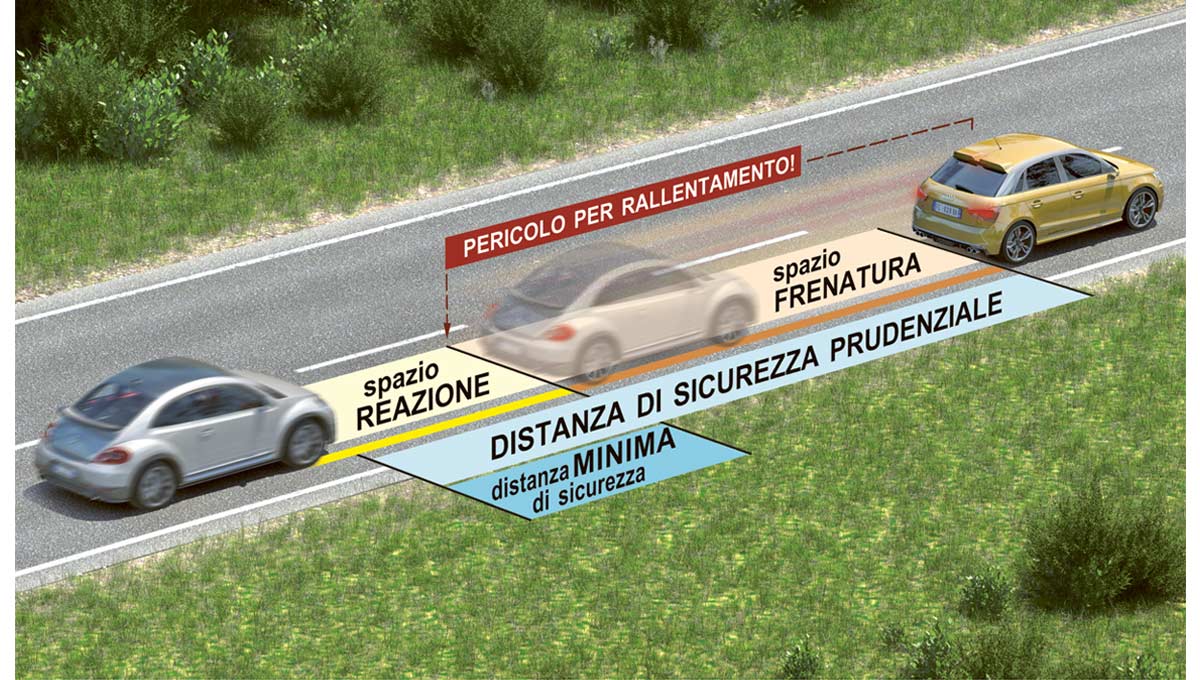 PERICOLO PER RALLENTAMENTO!
spazio
FRENATURA
spazio
REAZIONE
DISTANZA DI SICUREZZA PRUDENZIALE
distanza MINIMA
di sicurezza